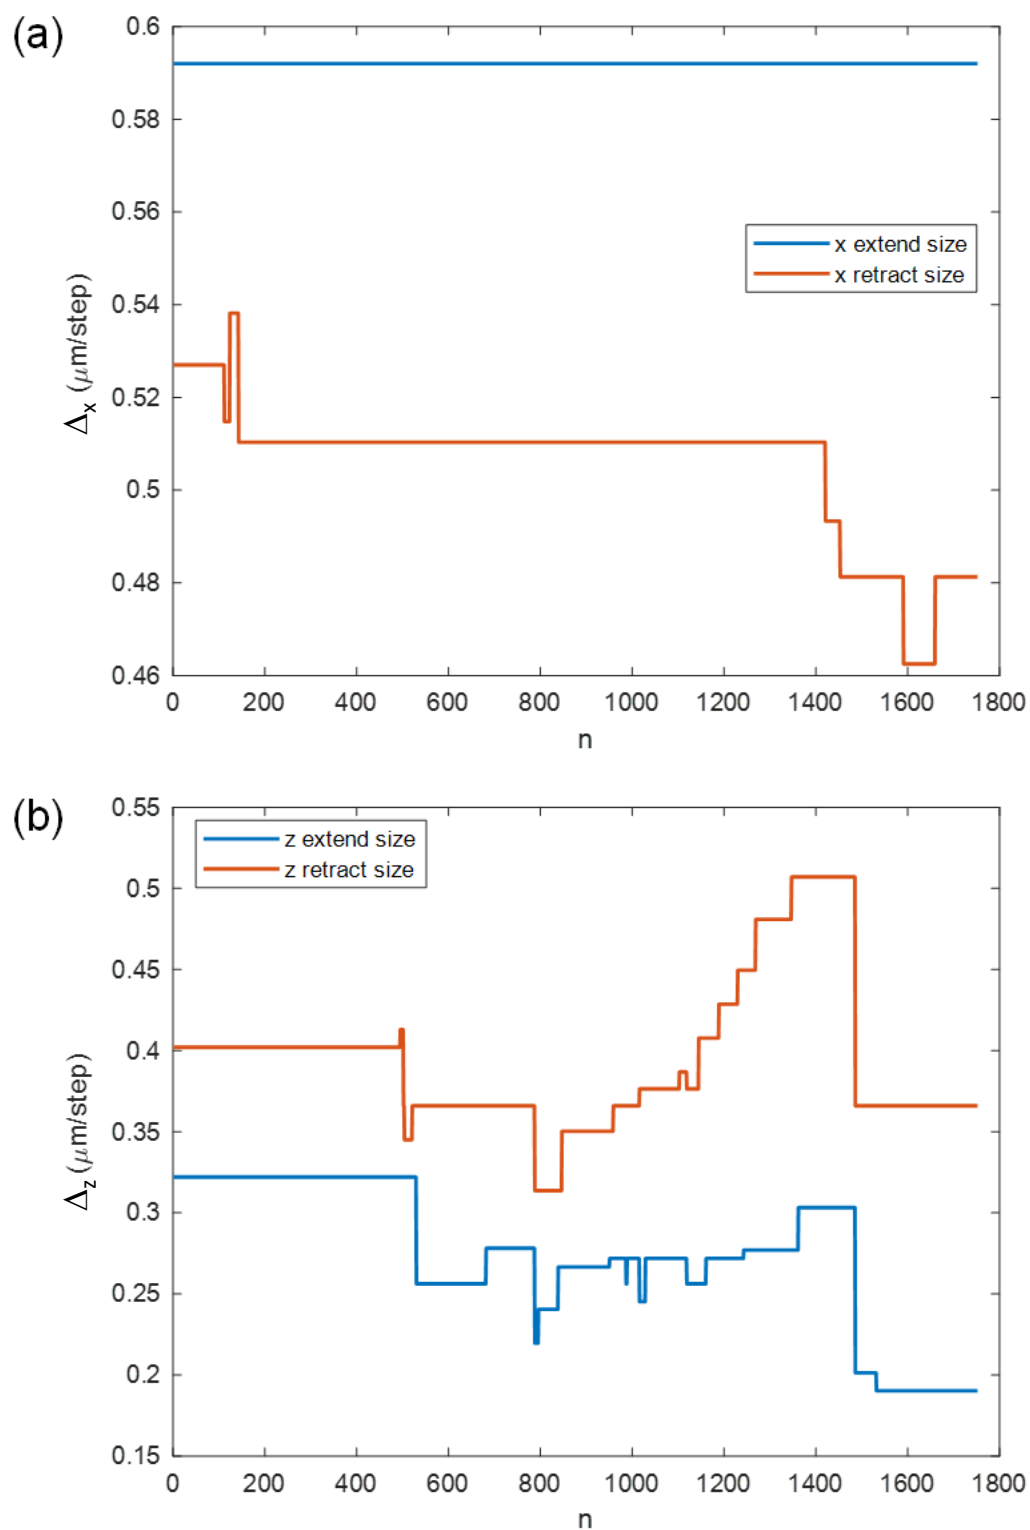 (a)
0.6
0.58
0.56
0.54
0.52
0.5
0.48
0.46
Δx (μm/step)
x extend size
x retract size
0 200 400 600 800 1000 1200 1400 1600 1800
n
(b)
0.55
0.5
0.45
0.4
0.35
0.3
0.25
0.2
0.15
Δz (μm/step)
z extend size
z retract size
0 200 400 600 800 1000 1200 1400 1600 1800
n